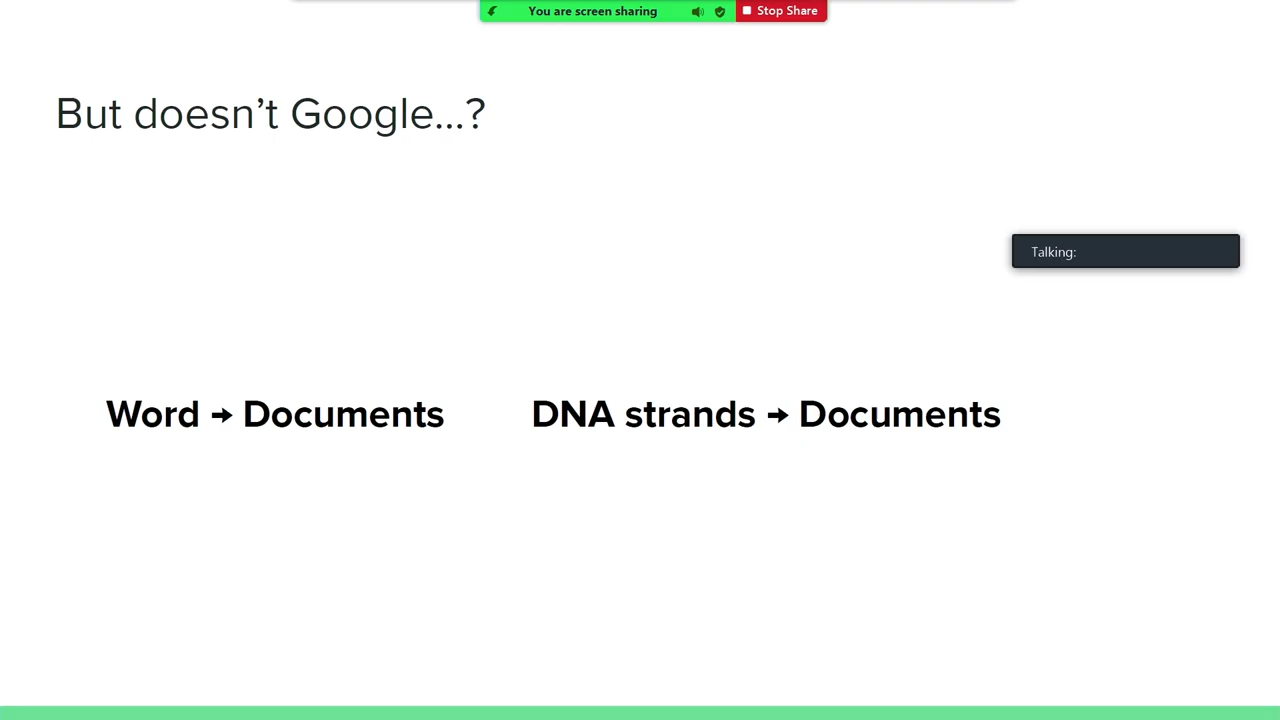 You are screen sharing
Stop Share
But doesn’t Google...?
Talking:
Word → Documents
DNA strands → Documents